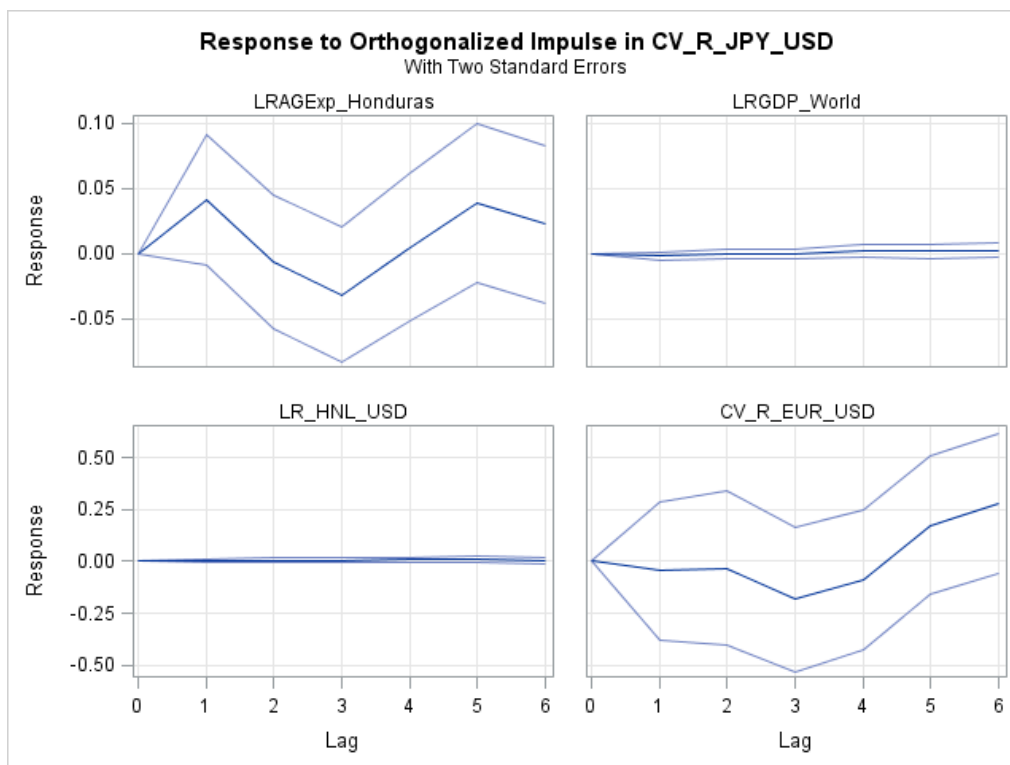 Response to Orthogonalized Impulse in CV_R_JPY_USD
With Two Standard Errors
LRAGExp_Honduras
LRGDP_World
0.10
0.05
0.00
-0.05
Response
LR_HNL_USD
CV_R_EUR_USD
0.50
0.25
0.00
-0.25
-0.50
Response
0 1 2 3 4 5 6
0 1 2 3 4 5 6
Lag
Lag